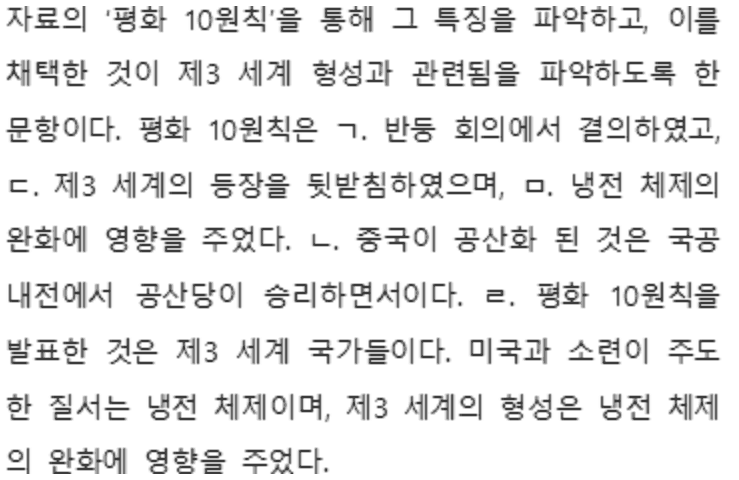 자료의 '평화 10원칙'을 통해 그 특징을 파악하고, 이를
채택한 것이 제3 세계 형성과 관련됨을 파악하도록 한
문항이다. 평화 10원칙은 ㄱ. 반둥 회의에서 결의하였고,
ㄷ. 제3 세계의 등장을 뒷받침하였으며, ㅁ. 냉전 체제의
완화에 영향을 주었다. ㄴ. 중국이 공산화 된 것은 국공
내전에서 공산당이 승리하면서이다. ㄹ. 평화 10원칙을
발표한 것은 제3 세계 국가들이다. 미국과 소련이 주도
한 질서는 냉전 체제이며, 제3 세계의 형성은 냉전 체제
의 완화에 영향을 주었다.